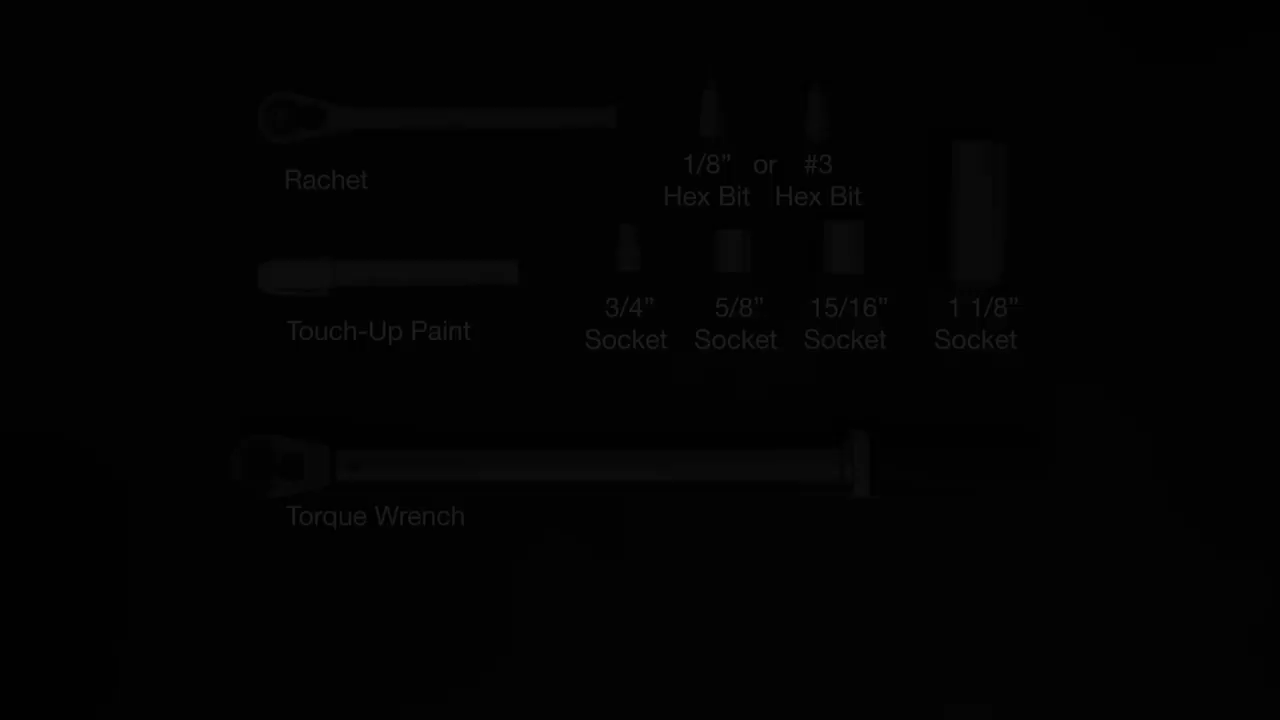 1/8” or #3
Hex Bit Hex Bit
Rachet
3/4” 5/8” 15/16” 1 1/8”
Socket Socket Socket Socket
Touch-Up Paint
Torque Wrench